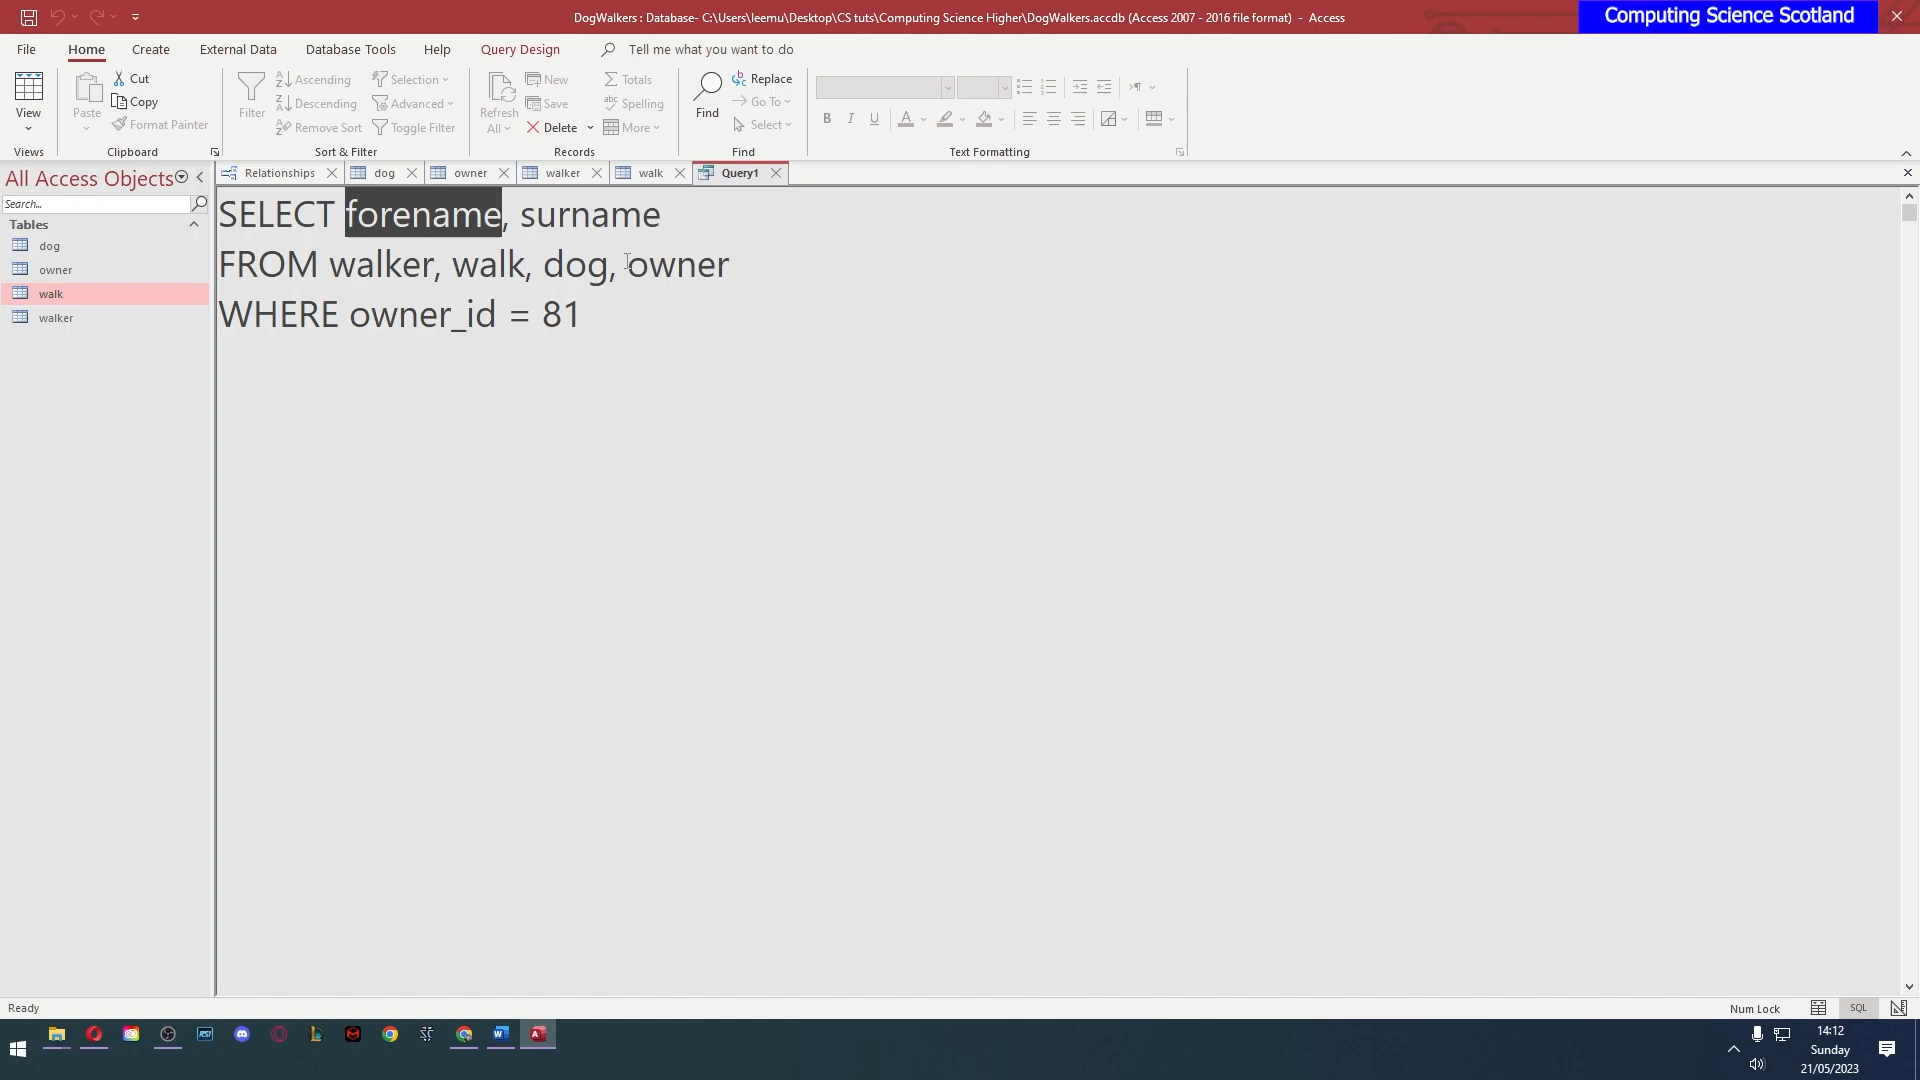 DogWalkers : Database- C:\Users\leemu\Desktop\CS tuts\Computing Science Higher\DogWalkers.accdb (Access 2007 - 2016 file format) - Access
Computing Science Scotland
File Home Create External Data Database Tools Help Query Design Tell me what you want to do
View
Views
Paste
Cut
Copy
Format Painter
Clipboard
Filter
Ascending
Descending
Remove Sort
Selection
Advanced
Toggle Filter
Sort & Filter
Refresh
All
New
Save
Delete
Totals
Spelling
More
Records
Find
Replace
Go To
Select
Find
B I U
Text Formatting
All Access Objects
Search...
Tables
dog
owner
walk
walker
Relationships dog owner walker walk Query1
SELECT forename, surname
FROM walker, walk, dog, owner
WHERE owner_id = 81
Ready
Num Lock
SQL
14:12
Sunday
21/05/2023